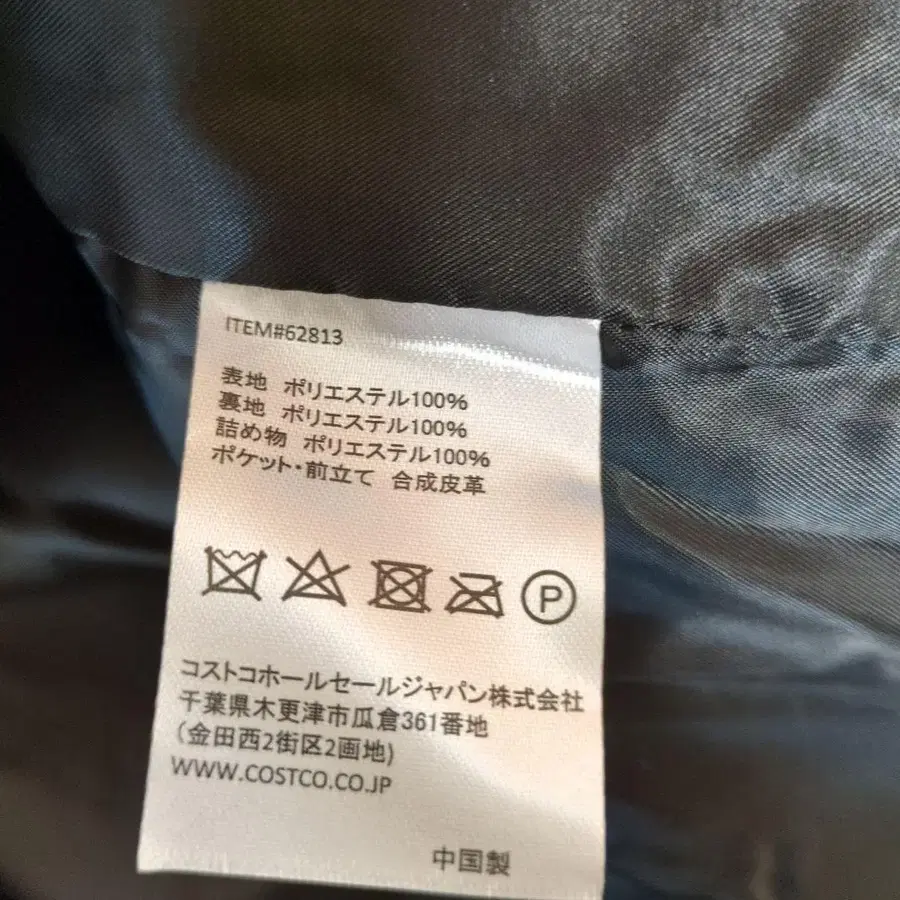 ITEM#62813
表地 ポリエステル100%
裏地 ポリエステル100%
詰め物 ポリエステル100%
ポケット・前立て 合成皮革
P
コストコホールセールジャパン株式会社
千葉県木更津市瓜倉361番地
(金田西2街区2画地)
WWW.COSTCO.CO.JP
中国製